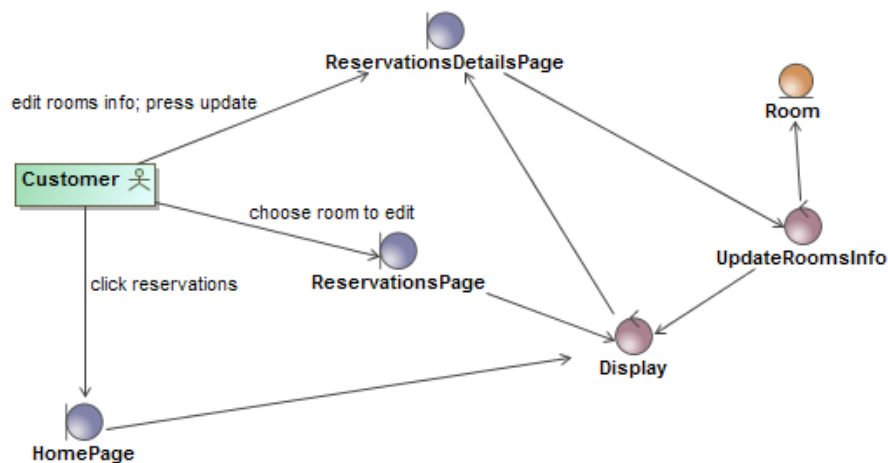 ReservationsDetailsPage
edit rooms info; press update
Room
Customer
choose room to edit
UpdateRoomsInfo
click reservations
ReservationsPage
Display
HomePage